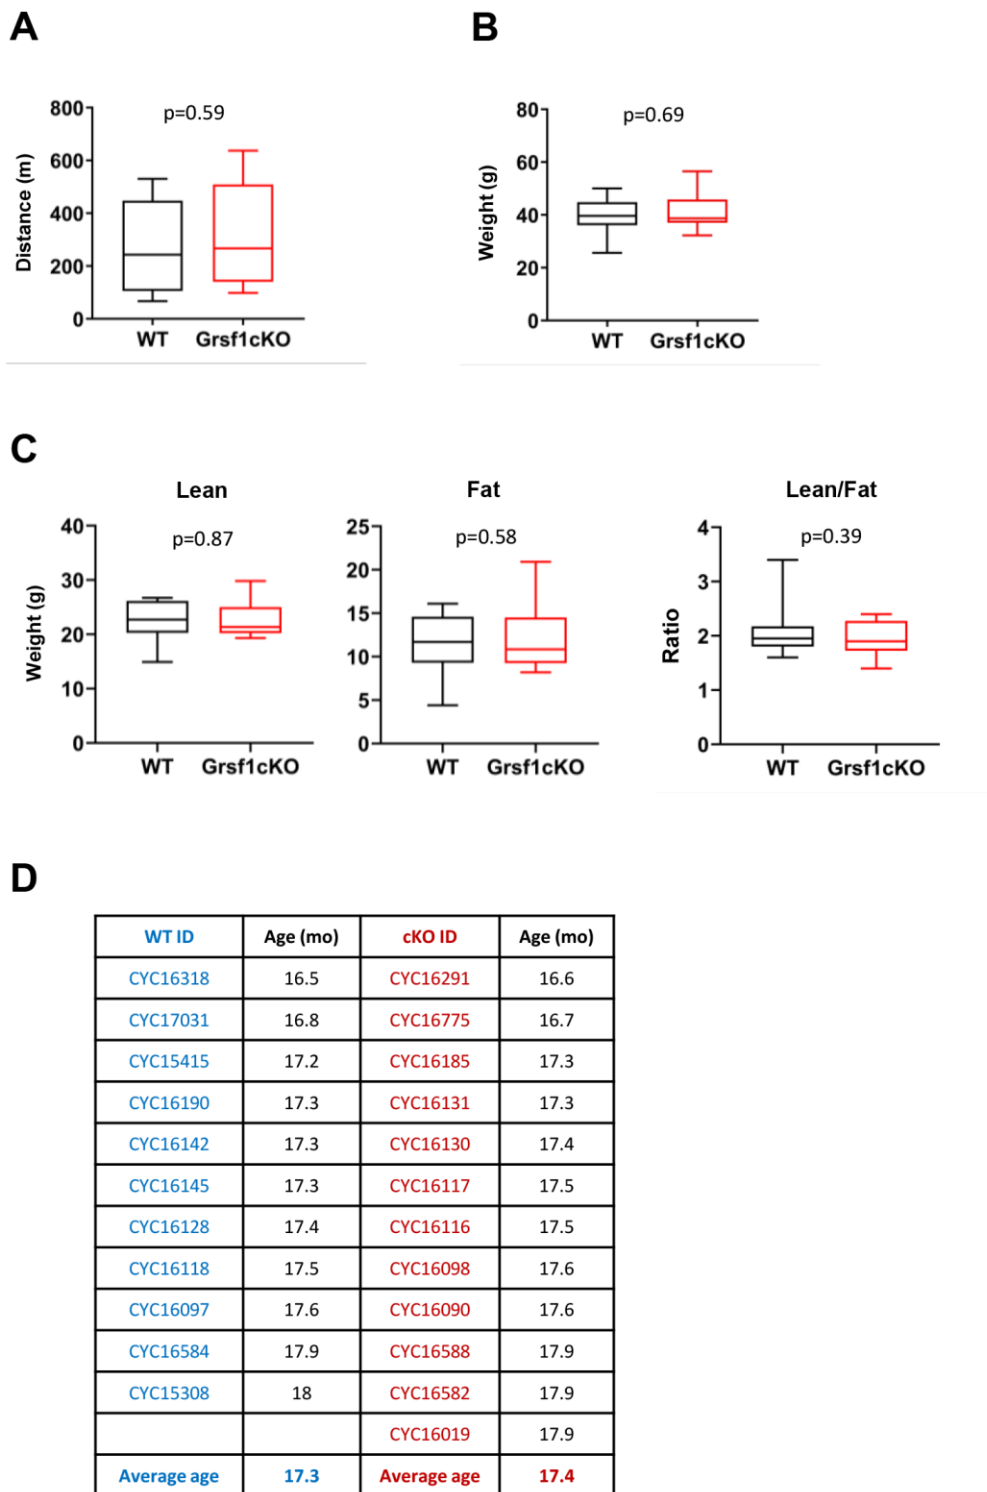 A
B
p=0.59
p=0.69
800
600
400
200
0
Distance (m)
WT Grsf1cKO
80
60
40
20
0
Weight (g)
WT Grsf1cKO
C
Lean
Fat
Lean/Fat
p=0.87
p=0.58
p=0.39
40
30
20
10
0
Weight (g)
WT Grsf1cKO
25
20
15
10
5
0
WT Grsf1cKO
4
3
2
1
0
Ratio
WT Grsf1cKO
D
WT ID Age (mo) cKO ID Age (mo)
CYC16318 16.5 CYC16291 16.6
CYC17031 16.8 CYC16775 16.7
CYC15415 17.2 CYC16185 17.3
CYC16190 17.3 CYC16131 17.3
CYC16142 17.3 CYC16130 17.4
CYC16145 17.3 CYC16117 17.5
CYC16128 17.4 CYC16116 17.5
CYC16118 17.5 CYC16098 17.6
CYC16097 17.6 CYC16090 17.6
CYC16584 17.9 CYC16588 17.9
CYC15308 18 CYC16582 17.9
CYC16019 17.9
Average age 17.3 Average age 17.4